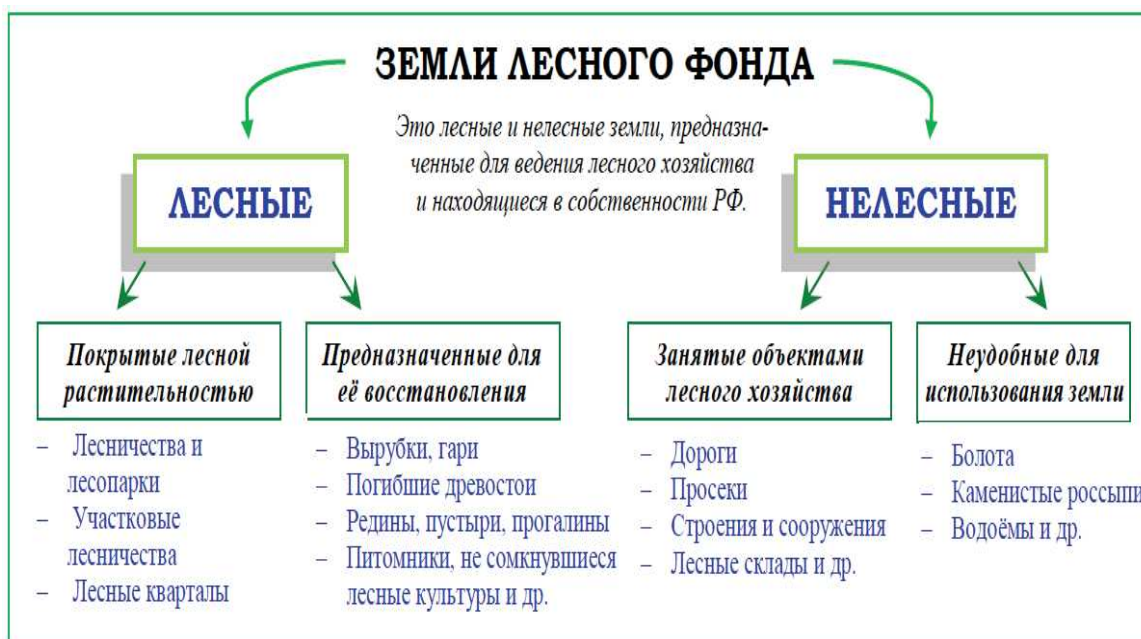 ЗЕМЛИ ЛЕСНОГО ФОНДА
Это лесные и нелесные земли, предназна-
ченные для ведения лесного хозяйства
и находящиеся в собственности РФ.
ЛЕСНЫЕ
НЕЛЕСНЫЕ
Покрытые лесной
растительностью
– Лесничества и
лесопарки
– Участковые
лесничества
– Лесные кварталы
Предназначенные для
её восстановления
– Вырубки, гари
– Погибшие древостои
– Редины, пустыри, прогалины
– Питомники, не сомкнувшиеся
лесные культуры и др.
Занятые объектами
лесного хозяйства
– Дороги
– Просеки
– Строения и сооружения
– Лесные склады и др.
Неудобные для
использования земли
– Болота
– Каменистые россыпи
– Водоёмы и др.